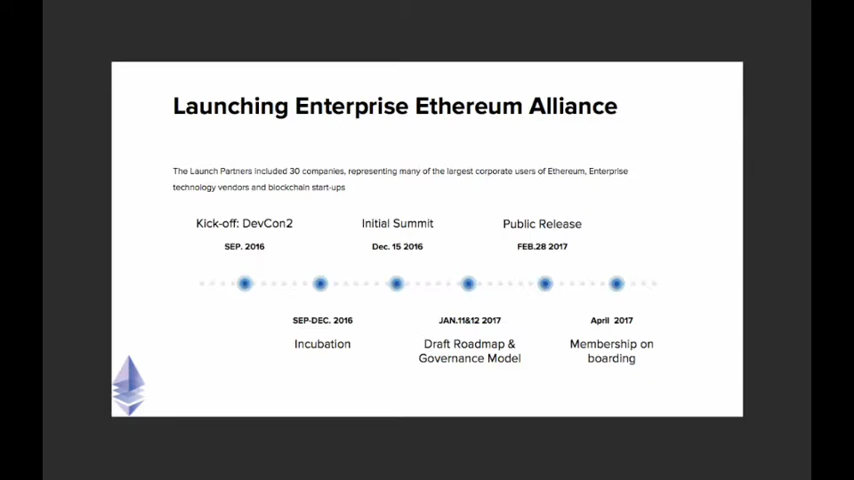 Launching Enterprise Ethereum Alliance
The Launch Partners included 30 companies, representing many of the largest corporate users of Ethereum, Enterprise
technology vendors and blockchain start-ups
Kick-off: DevCon2
SEP. 2016
Initial Summit
Dec. 15 2016
Public Release
FEB.28 2017
SEP-DEC. 2016
Incubation
JAN.11&12 2017
Draft Roadmap &
Governance Model
April 2017
Membership on
boarding